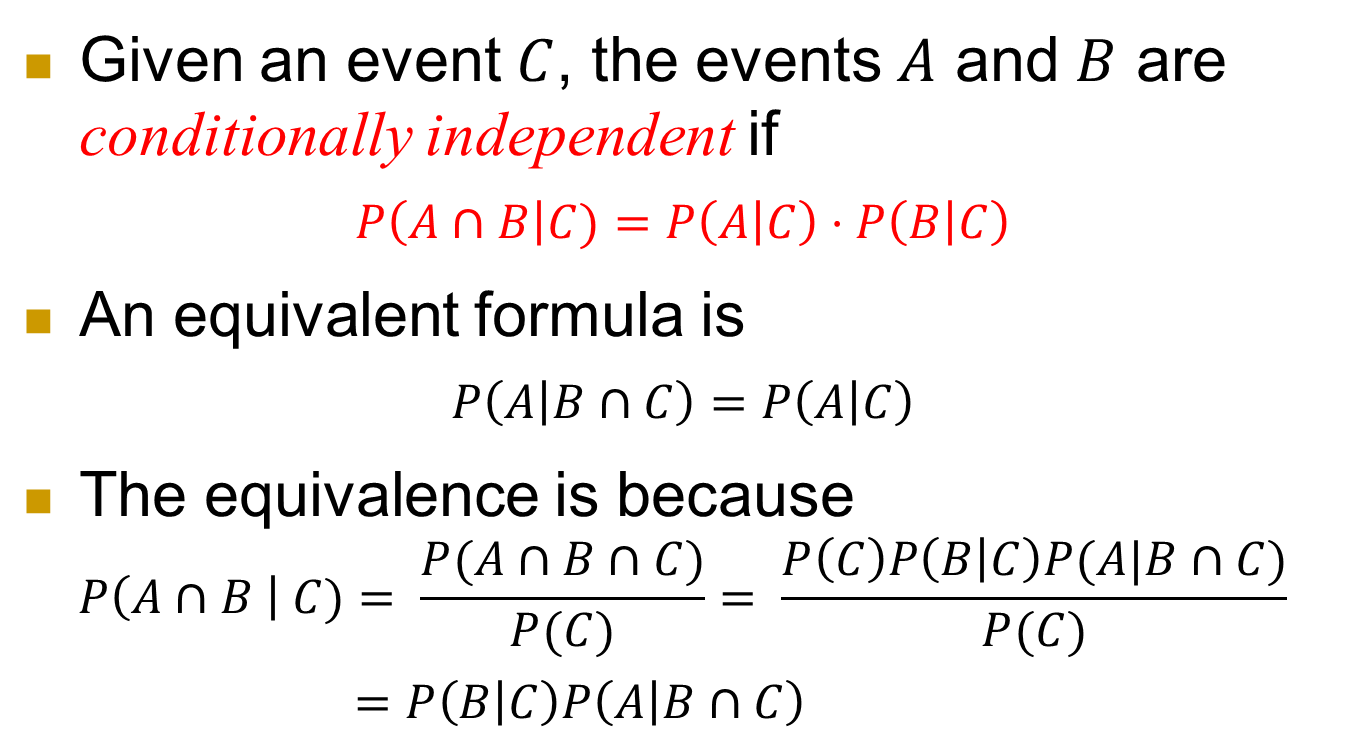 Given an event C, the events A and B are
conditionally independent if
P(A ∩ B|C) = P(A|C) · P(B|C)
An equivalent formula is
P(A|B ∩ C) = P(A|C)
The equivalence is because
P(A ∩ B | C) = P(A ∩ B ∩ C) / P(C) = P(C)P(B|C)P(A|B ∩ C) / P(C)
= P(B|C)P(A|B ∩ C)